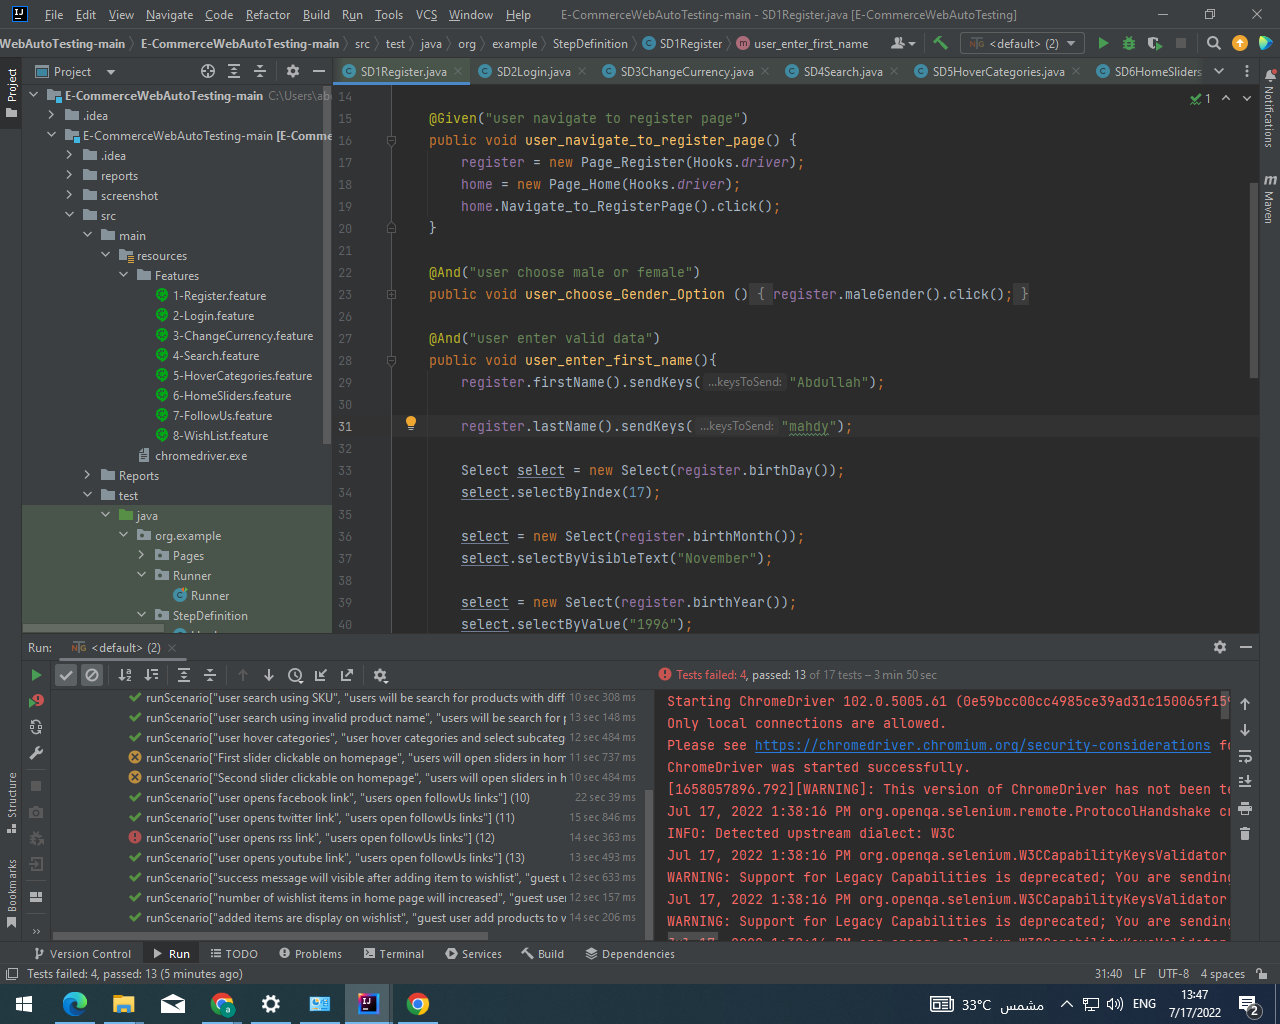 File Edit View Navigate Code Refactor Build Run Tools VCS Window Help E-CommerceWebAutoTesting-main - SD1Register.java [E-CommerceWebAutoTesting]
WebAutoTesting-main E-CommerceWebAutoTesting-main src test java org example StepDefinition SD1Register user_enter_first_name <default> (2)
Project
SD1Register.java SD2Login.java SD3ChangeCurrency.java SD4Search.java SD5HoverCategories.java SD6HomeSliders
Project
Notifications
Maven
Structure
Bookmarks
E-CommerceWebAutoTesting-main C:\Users\ab
.idea
E-CommerceWebAutoTesting-main [E-Comme
.idea
reports
screenshot
src
main
resources
Features
1-Register.feature
2-Login.feature
3-ChangeCurrency.feature
4-Search.feature
5-HoverCategories.feature
6-HomeSliders.feature
7-FollowUs.feature
8-WishList.feature
chromedriver.exe
Reports
test
java
org.example
Pages
Runner
Runner
StepDefinition
1
14
15 @Given("user navigate to register page")
16 public void user_navigate_to_register_page() {
17 register = new Page_Register(Hooks.driver);
18 home = new Page_Home(Hooks.driver);
19 home.Navigate_to_RegisterPage().click();
20 }
21
22 @And("user choose male or female")
23 public void user_choose_Gender_Option () { register.maleGender().click(); }
26
27 @And("user enter valid data")
28 public void user_enter_first_name(){
29 register.firstName().sendKeys( ...keysToSend: "Abdullah");
30
31 register.lastName().sendKeys( ...keysToSend: "mahdy");
32
33 Select select = new Select(register.birthDay());
34 select.selectByIndex(17);
35
36 select = new Select(register.birthMonth());
37 select.selectByVisibleText("November");
38
39 select = new Select(register.birthYear());
40 select.selectByValue("1996");
Run: <default> (2)
Tests failed: 4, passed: 13 of 17 tests – 3 min 50 sec
runScenario["user search using SKU", "users will be search for products with diff 10 sec 308 ms
runScenario["user search using invalid product name", "users will be search for p 13 sec 148 ms
runScenario["user hover categories", "user hover categories and select subcateg 12 sec 484 ms
runScenario["First slider clickable on homepage", "users will open sliders in hom 11 sec 737 ms
runScenario["Second slider clickable on homepage", "users will open sliders in h 10 sec 484 ms
runScenario["user opens facebook link", "users open followUs links"] (10) 22 sec 39 ms
runScenario["user opens twitter link", "users open followUs links"] (11) 15 sec 846 ms
runScenario["user opens rss link", "users open followUs links"] (12) 14 sec 363 ms
runScenario["user opens youtube link", "users open followUs links"] (13) 13 sec 493 ms
runScenario["success message will visible after adding item to wishlist", "guest u 12 sec 633 ms
runScenario["number of wishlist items in home page will increased", "guest user 12 sec 157 ms
runScenario["added items are display on wishlist", "guest user add products to w 14 sec 206 ms
Starting ChromeDriver 102.0.5005.61 (0e59bcc00cc4985ce39ad31c150065f159
Only local connections are allowed.
Please see https://chromedriver.chromium.org/security-considerations fo
ChromeDriver was started successfully.
[1658057896.792][WARNING]: This version of ChromeDriver has not been te
Jul 17, 2022 1:38:16 PM org.openqa.selenium.remote.ProtocolHandshake cr
INFO: Detected upstream dialect: W3C
Jul 17, 2022 1:38:16 PM org.openqa.selenium.W3CCapabilityKeysValidator
WARNING: Support for Legacy Capabilities is deprecated; You are sending
Jul 17, 2022 1:38:16 PM org.openqa.selenium.W3CCapabilityKeysValidator
WARNING: Support for Legacy Capabilities is deprecated; You are sending
Version Control Run TODO Problems Terminal Services Build Dependencies
Tests failed: 4, passed: 13 (5 minutes ago) 31:40 LF UTF-8 4 spaces
33°C مشمس ENG 13:47
7/17/2022
2